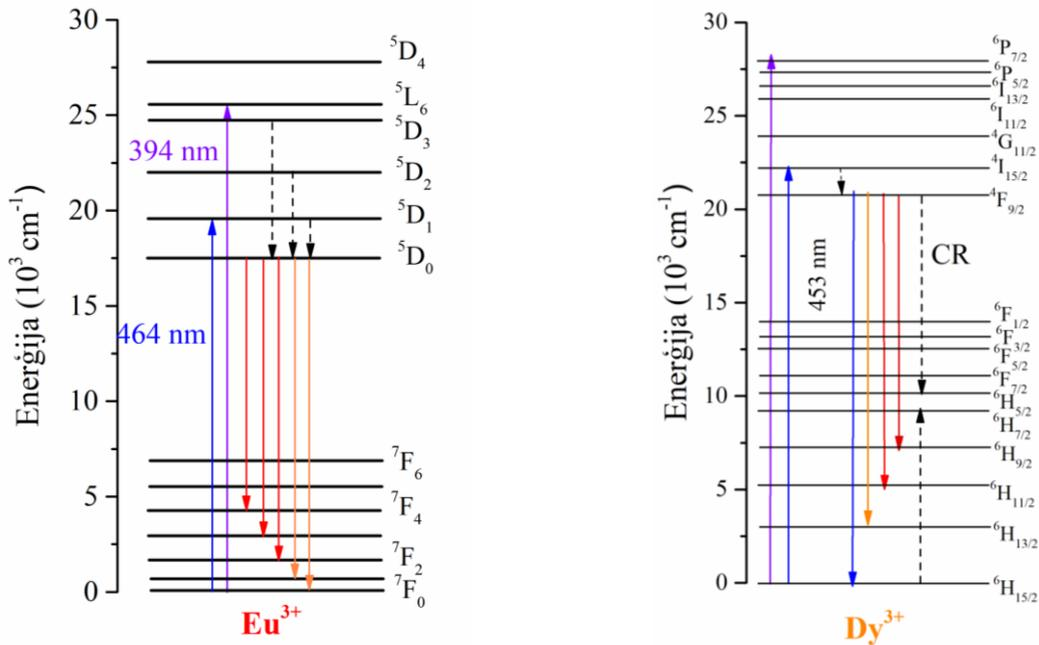 30
25
20
15
10
5
0
Enerġija (10³ cm⁻¹)
⁵D₄
⁵L₆
⁵D₃
⁵D₂
⁵D₁
⁵D₀
⁷F₆
⁷F₄
⁷F₂
⁷F₀
394 nm
464 nm
Eu³⁺
30
25
20
15
10
5
0
Enerġija (10³ cm⁻¹)
⁶P₇/₂
⁶P₅/₂
⁶I₁₃/₂
⁶I₁₁/₂
⁴G₁₁/₂
⁴I₁₅/₂
⁴F₉/₂
⁶F₁/₂
⁶F₃/₂
⁶F₅/₂
⁶F₇/₂
⁶H₅/₂
⁶H₇/₂
⁶H₉/₂
⁶H₁₁/₂
⁶H₁₃/₂
⁶H₁₅/₂
453 nm
CR
Dy³⁺